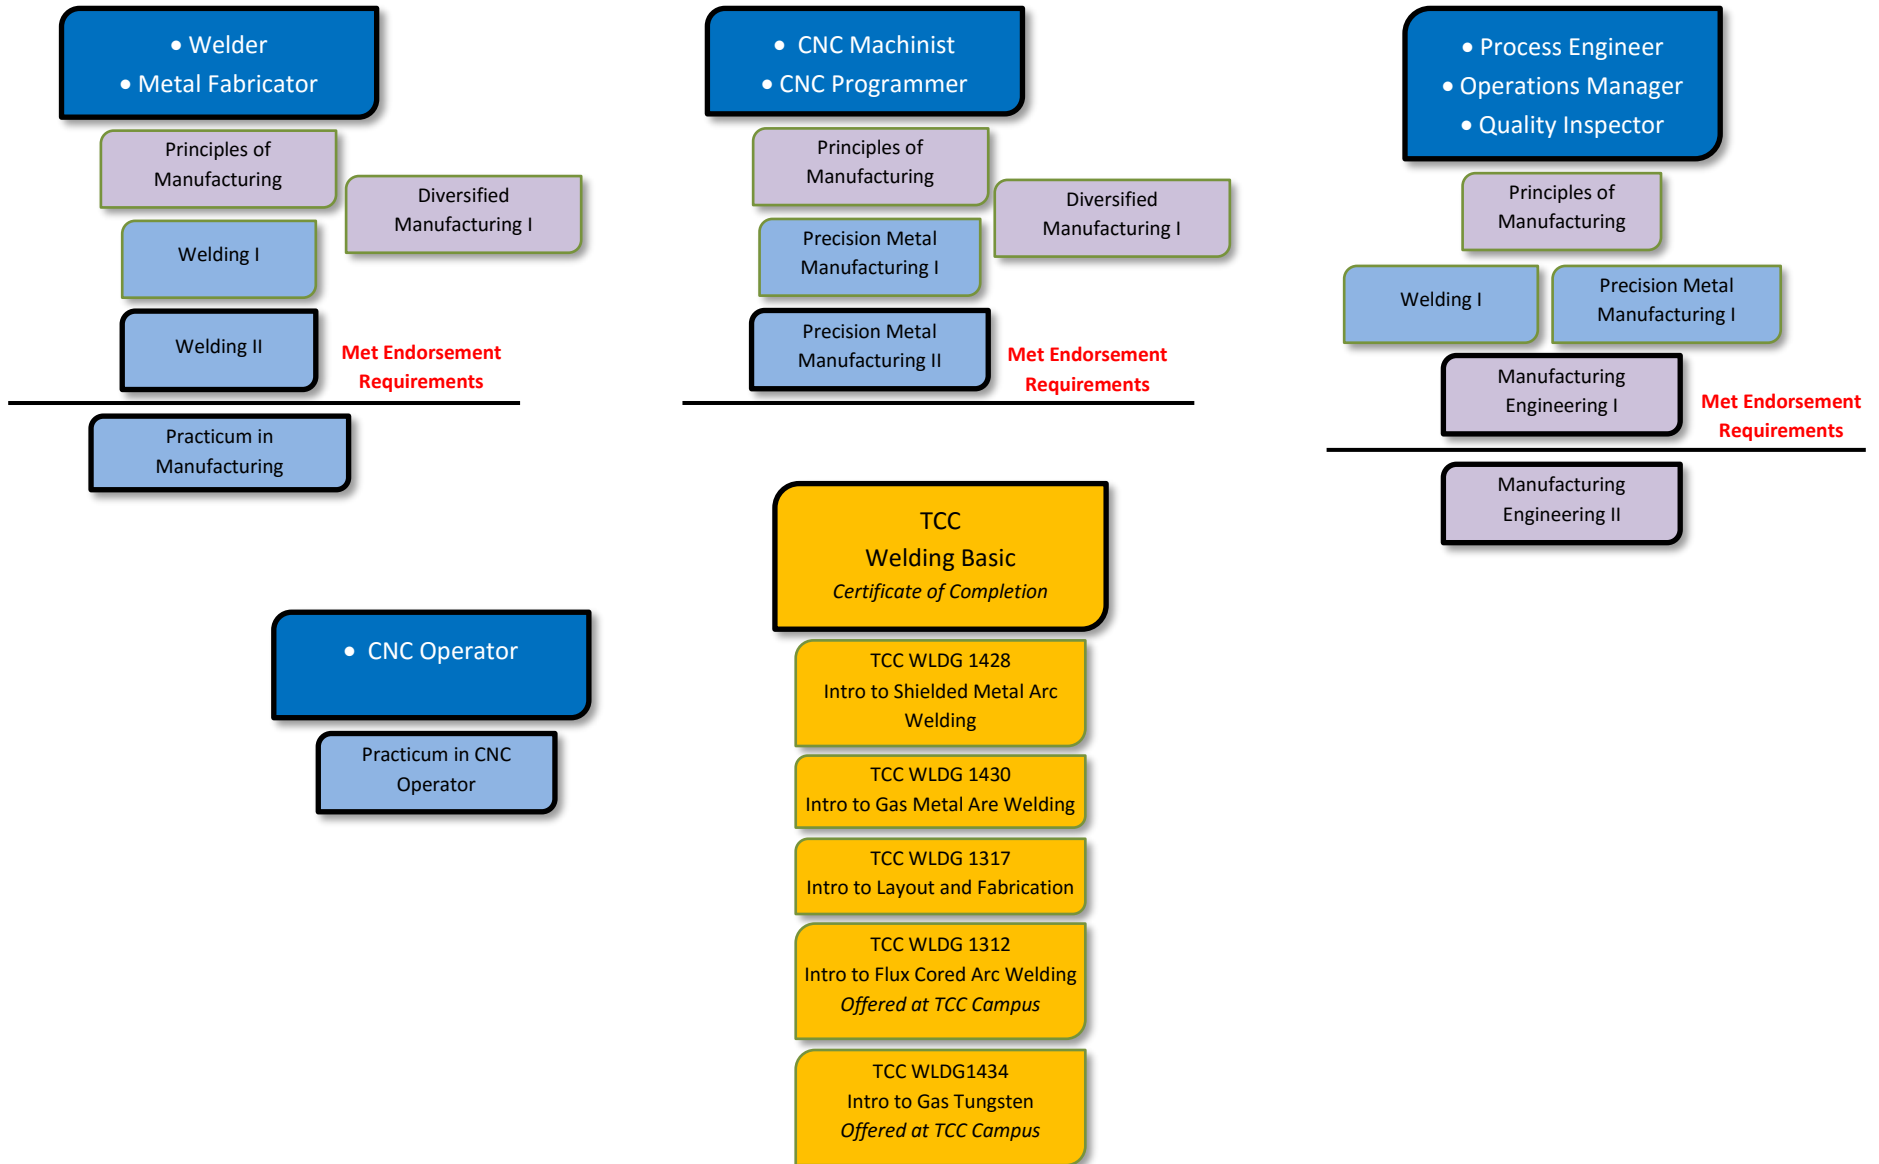 • Welder
• Metal Fabricator
Principles of
Manufacturing
Diversified
Manufacturing I
Welding I
Welding II
Met Endorsement
Requirements
Practicum in
Manufacturing
• CNC Machinist
• CNC Programmer
Principles of
Manufacturing
Diversified
Manufacturing I
Precision Metal
Manufacturing I
Precision Metal
Manufacturing II
Met Endorsement
Requirements
• Process Engineer
• Operations Manager
• Quality Inspector
Principles of
Manufacturing
Welding I
Precision Metal
Manufacturing I
Manufacturing
Engineering I
Met Endorsement
Requirements
Manufacturing
Engineering II
• CNC Operator
Practicum in CNC
Operator
TCC
Welding Basic
Certificate of Completion
TCC WLDG 1428
Intro to Shielded Metal Arc
Welding
TCC WLDG 1430
Intro to Gas Metal Are Welding
TCC WLDG 1317
Intro to Layout and Fabrication
TCC WLDG 1312
Intro to Flux Cored Arc Welding
Offered at TCC Campus
TCC WLDG1434
Intro to Gas Tungsten
Offered at TCC Campus